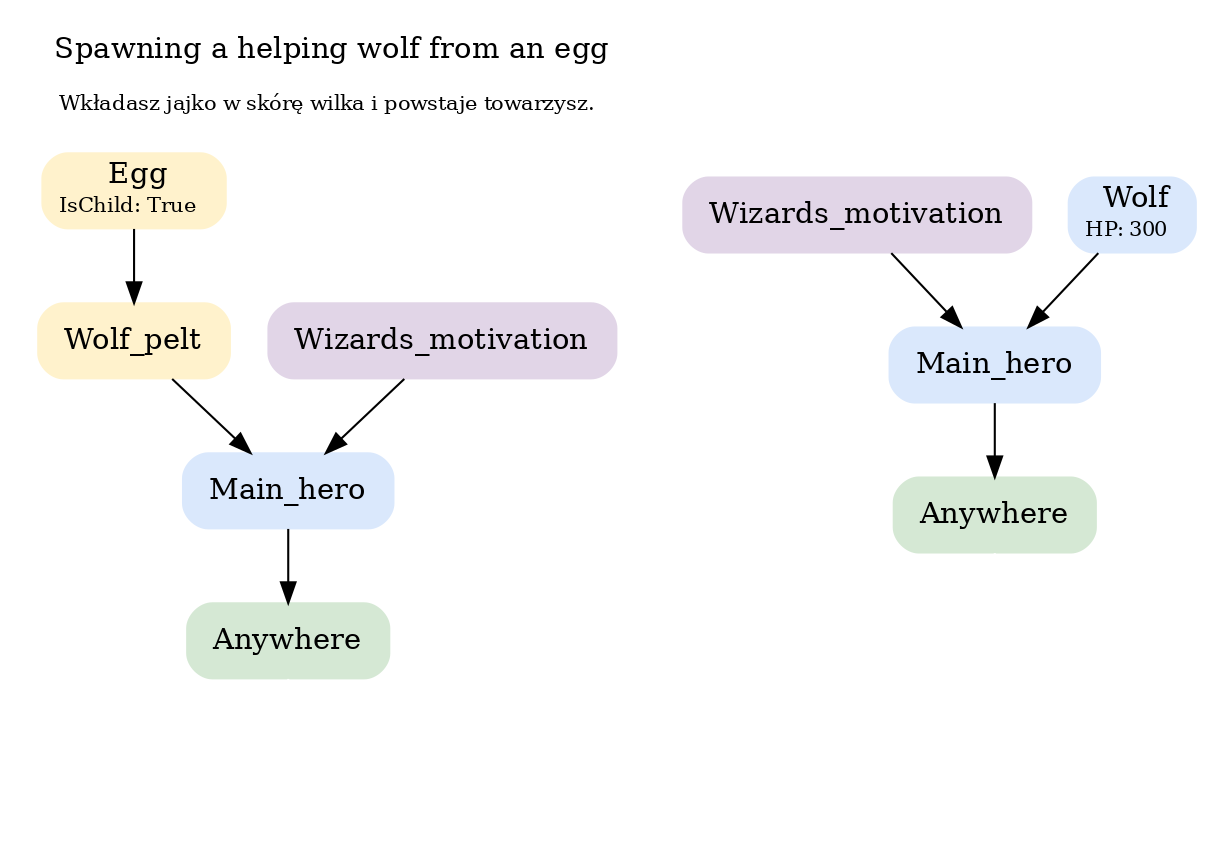 Spawning a helping wolf from an egg
Wkładasz jajko w skórę wilka i powstaje towarzysz.
Egg
IsChild: True
Wolf_pelt
Wizards_motivation
Main_hero
Anywhere
Wizards_motivation
Wolf
HP: 300
Main_hero
Anywhere